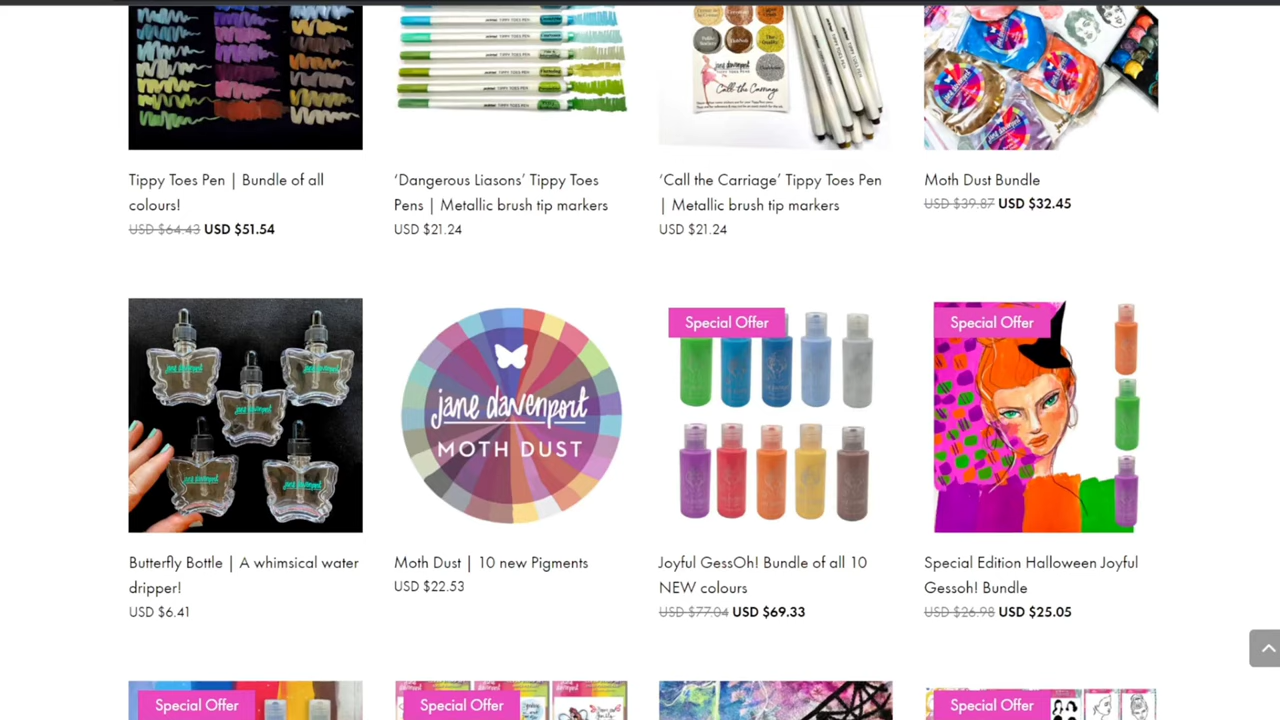 jane davenport
Call the Carriage
Tippy Toes Pen | Bundle of all
colours!
USD $64.43 USD $51.54
‘Dangerous Liasons’ Tippy Toes
Pens | Metallic brush tip markers
USD $21.24
‘Call the Carriage’ Tippy Toes Pen
| Metallic brush tip markers
USD $21.24
Moth Dust Bundle
USD $39.87 USD $32.45
jane davenport
MOTH DUST
Special Offer
Special Offer
Butterfly Bottle | A whimsical water
dripper!
USD $6.41
Moth Dust | 10 new Pigments
USD $22.53
Joyful GessOh! Bundle of all 10
NEW colours
USD $77.04 USD $69.33
Special Edition Halloween Joyful
Gessoh! Bundle
USD $26.98 USD $25.05
Special Offer
Special Offer
Special Offer